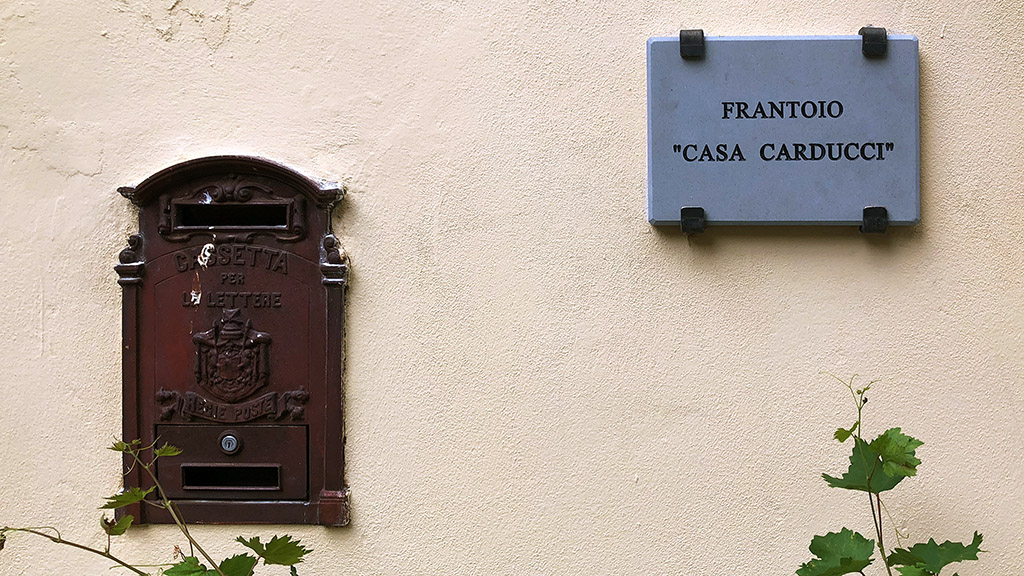 CASSETTA
PER
LE LETTERE
REGIE POSTE
FRANTOIO
"CASA CARDUCCI"